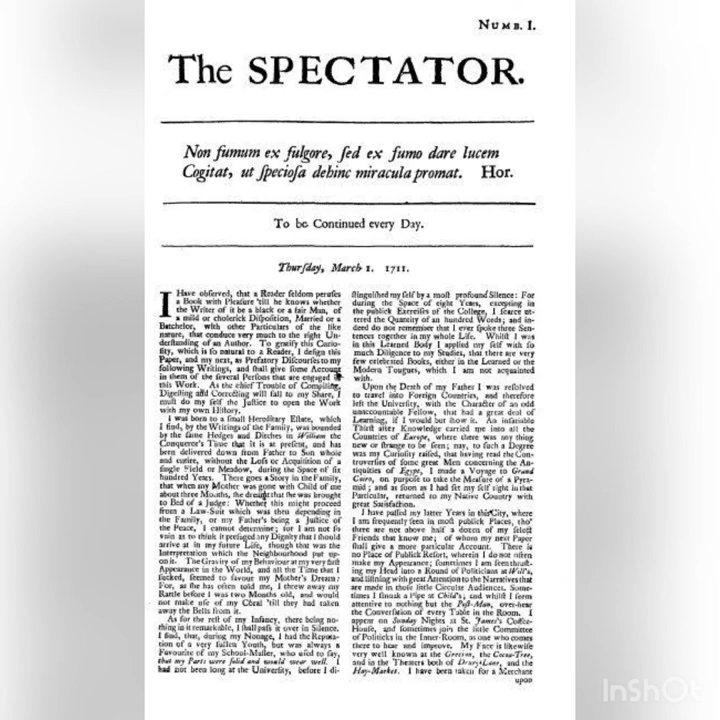 NUMB. I.
The SPECTATOR.
Non fumum ex fulgore, ſed ex fumo dare lucem
Cogitat, ut ſpecioſa dehinc miracula promat. Hor.
To be Continued every Day.
Thurſday, March 1. 1711.
I Have obſerved, that a Reader ſeldom peruſes
a Book with Pleaſure 'till he knows whether
the Writer of it be a black or a fair Man, of
a mild or cholerick Diſpoſition, Married or a
Batchelor, with other Particulars of the like
nature, that conduce very much to the right Un-
derſtanding of an Author. To gratify this Curio-
ſity, which is ſo natural to a Reader, I deſign this
Paper, and my next, as Prefatory Diſcourſes to my
following Writings, and ſhall give ſome Account
in them of the ſeveral Perſons that are engaged in
this Work. As the chief Trouble of Compiling,
Digeſting and Correcting will fall to my Share, I
muſt do my ſelf the Juſtice to open the Work
with my own Hiſtory.
I was born to a ſmall Hereditary Eſtate, which
I find, by the Writings of the Family, was bounded
by the ſame Hedges and Ditches in William the
Conqueror's Time that it is at preſent, and has
been delivered down from Father to Son whole
and entire, without the Loſs or Acquiſition of a
ſingle Field or Meadow, during the Space of ſix
hundred Years. There goes a Story in the Family,
that when my Mother was gone with Child of me
about three Months, ſhe dreamt that ſhe was brought
to Bed of a Judge: Whether this might proceed
from a Law-Suit which was then depending in
the Family, or my Father's being a Juſtice of
the Peace, I cannot determine; for I am not ſo
vain as to think it preſaged any Dignity that I ſhould
arrive at in my future Life, though that was the
Interpretation which the Neighbourhood put up-
on it. The Gravity of my Behaviour at my very firſt
Appearance in the World, and all the Time that I
ſucked, ſeemed to favour my Mother's Dream:
For, as ſhe has often told me, I threw away my
Rattle before I was two Months old, and would
not make uſe of my Coral 'till they had taken
away the Bells from it.
As for the reſt of my Infancy, there being no-
thing in it remarkable, I ſhall paſs it over in Silence.
I find, that, during my Nonage, I had the Reputa-
tion of a very ſullen Youth, but was always a
Favourite of my School-Maſter, who uſed to ſay,
that my Parts were ſolid and would wear well. I
had not been long at the Univerſity, before I di-
ſtinguiſhed my ſelf by a moſt profound Silence: For
during the Space of eight Years, excepting in
the publick Exerciſes of the College, I ſcarce ut-
tered the Quantity of an hundred Words; and in-
deed do not remember that I ever ſpoke three Sen-
tences together in my whole Life. Whilſt I was
in this Learned Body I applied my ſelf with ſo
much Diligence to my Studies, that there are very
few celebrated Books, either in the Learned or the
Modern Tongues, which I am not acquainted
with.
Upon the Death of my Father I was reſolved
to travel into Foreign Countries, and therefore
left the Univerſity, with the Character of an odd
unaccountable Fellow, that had a great deal of
Learning, if I would but ſhow it. An inſatiable
Thirſt after Knowledge carried me into all the
Countries of Europe, where there was any thing
new or ſtrange to be ſeen; nay, to ſuch a Degree
was my Curioſity raiſed, that having read the Con-
troverſies of ſome great Men concerning the An-
tiquities of Egypt, I made a Voyage to Grand
Cairo, on purpoſe to take the Meaſure of a Pyra-
mid; and as ſoon as I had ſet my ſelf right in that
Particular, returned to my Native Country with
great Satisfaction.
I have paſſed my latter Years in this City, where
I am frequently ſeen in moſt publick Places, tho'
there are not above half a dozen of my ſelect
Friends that know me; of whom my next Paper
ſhall give a more particular Account. There is
no Place of Publick Reſort, wherein I do not often
make my Appearance; ſometimes I am ſeen thruſt-
ing my Head into a Round of Politicians at Will's,
and liſtning with great Attention to the Narratives that
are made in thoſe little Circular Audiences. Some-
times I ſmoak a Pipe at Child's; and whilſt I ſeem
attentive to nothing but the Poſt-Man, over-hear
the Converſation of every Table in the Room. I
appear on Sunday Nights at St. James's Coffee-
Houſe, and ſometimes join the little Committee
of Politicks in the Inner-Room, as one who comes
there to hear and improve. My Face is likewiſe
very well known at the Grecian, the Cocoa-Tree,
and in the Theaters both of Drury-Lane, and the
Hay-Market. I have been taken for a Merchant
upon
InShOt